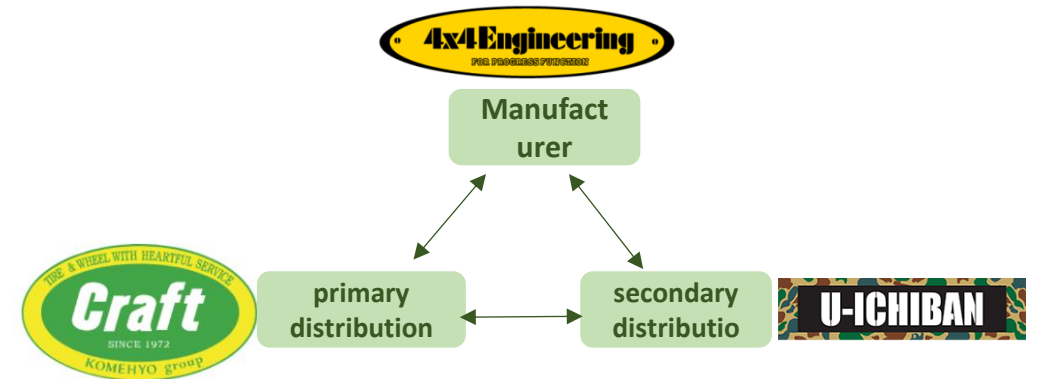 4x4Engineering
FOR PROGRESS FUNCTION
Manufact
urer
TIRE & WHEEL WITH HEARTFUL SERVICE
Craft
SINCE 1972
KOMEHYO group
primary
distribution
secondary
distributio
U-ICHIBAN